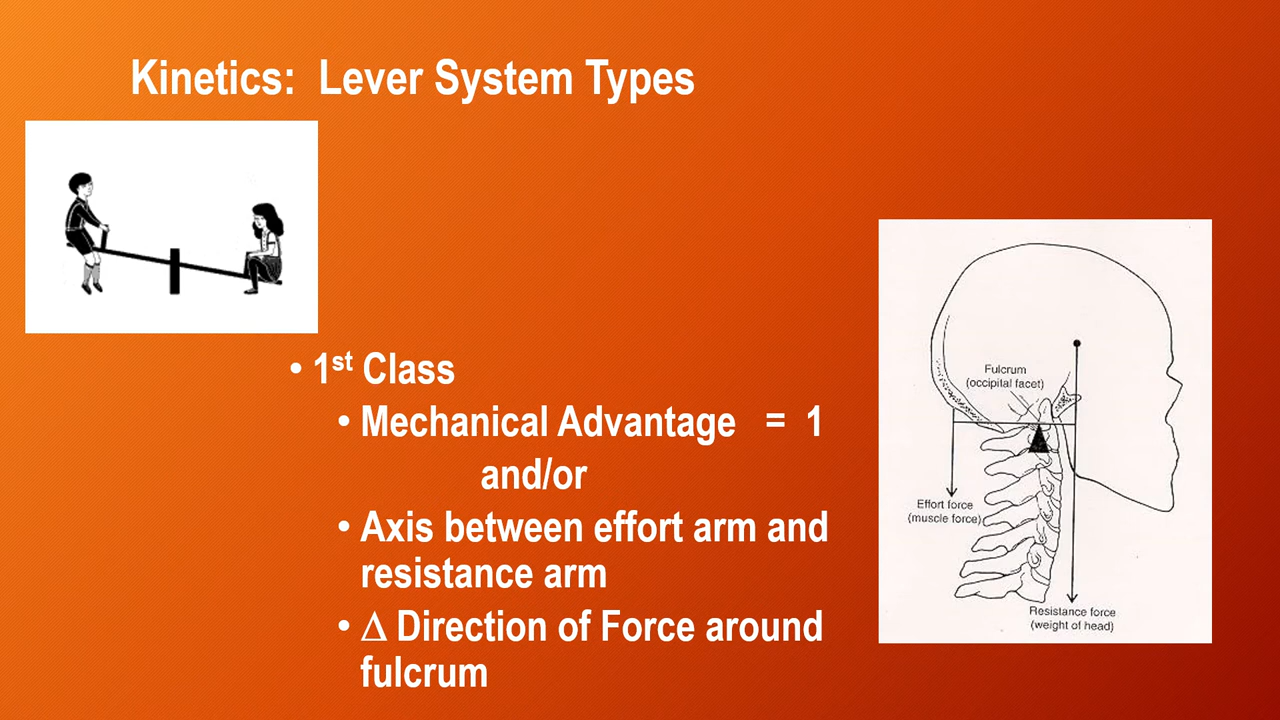 Kinetics:  Lever System Types
• 1st Class
• Mechanical Advantage  =  1
and/or
• Axis between effort arm and
resistance arm
• Δ Direction of Force around
fulcrum
Fulcrum
(occipital facet)
Effort force
(muscle force)
Resistance force
(weight of head)